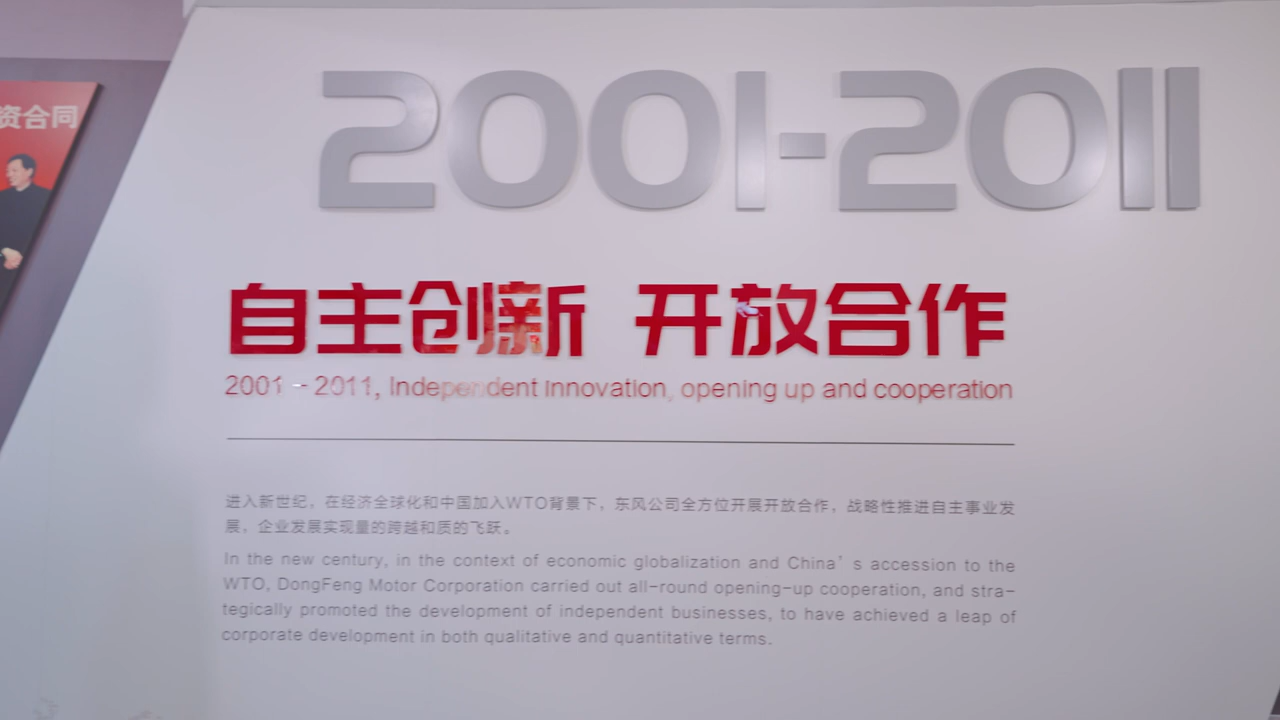 资合同
2001-2011
自主创新 开放合作
2001 - 2011, Independent innovation, opening up and cooperation
进入新世纪，在经济全球化和中国加入WTO背景下，东风公司全方位开展开放合作，战略性推进自主事业发
展，企业发展实现量的跨越和质的飞跃。
In the new century, in the context of economic globalization and China's accession to the
WTO, DongFeng Motor Corporation carried out all-round opening-up cooperation, and stra-
tegically promoted the development of independent businesses, to have achieved a leap of
corporate development in both qualitative and quantitative terms.